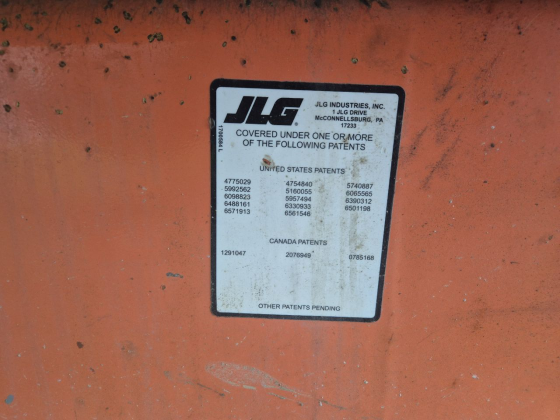 JLG
JLG INDUSTRIES, INC.
1 JLG DRIVE
McCONNELLSBURG, PA
17233
COVERED UNDER ONE OR MORE
OF THE FOLLOWING PATENTS
UNITED STATES PATENTS
4775029 4754840 5740887
5992562 5160055 6065565
6098823 5957494 6390312
6488161 6330933 6501198
6571913 6561546
CANADA PATENTS
1291047 2076949 0785168
OTHER PATENTS PENDING